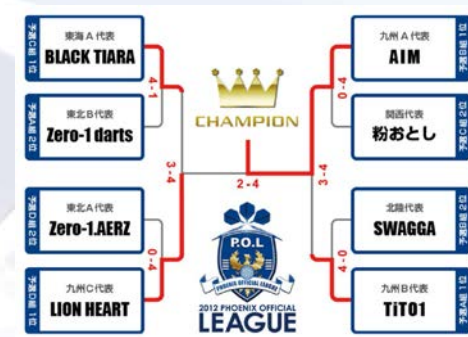 予選C組 1位
東海A代表
BLACK TIARA
予選A組 2位
東北B代表
Zero-1 darts
4-1
3-4
予選D組 2位
東北A代表
Zero-1.AERZ
予選D組 1位
九州C代表
LION HEART
0-4
CHAMPION
2-4
P.O.L
PHOENIX OFFICIAL LEAGUE
2012 PHOENIX OFFICIAL
LEAGUE
九州A代表
AIM
予選B組 1位
関西代表
粉おとし
予選C組 2位
0-4
3-4
北陸代表
SWAGGA
予選B組 2位
九州B代表
TiTO1
予選A組 1位
4-0